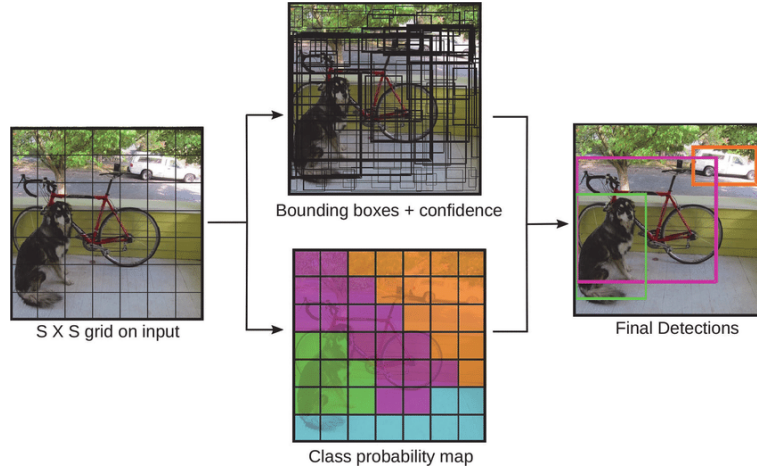 S X S grid on input
Bounding boxes + confidence
Class probability map
Final Detections